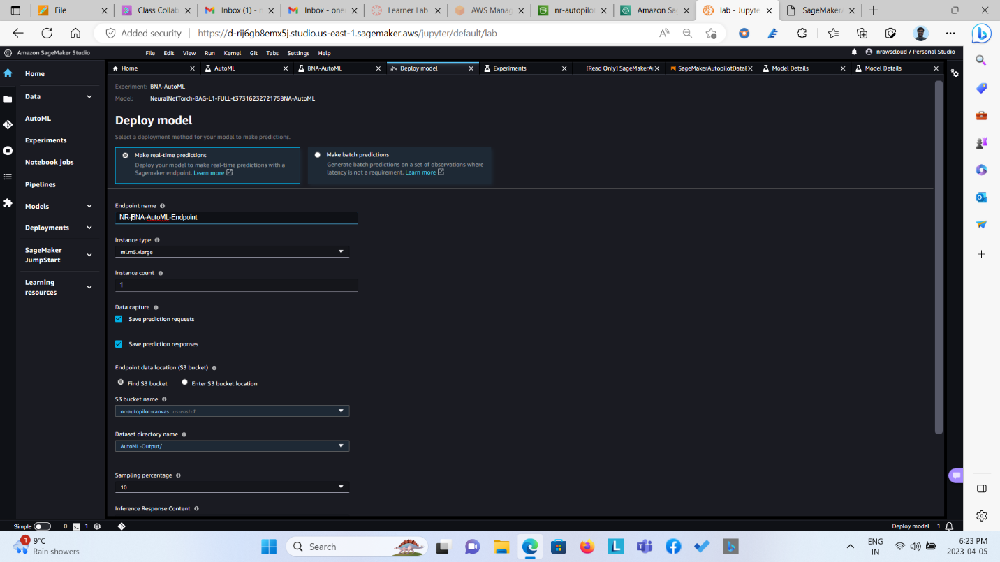 File
Class Collab
Inbox (1) - n
Inbox - one
Learner Lab
AWS Manag
nr-autopilot
Amazon Sa
lab - Jupyte
SageMaker/
Added security
https://d-rij6gb8emx5j.studio.us-east-1.sagemaker.aws/jupyter/default/lab
Amazon SageMaker Studio
File Edit View Run Kernel Git Tabs Settings Help
nrawscloud / Personal Studio
Home
AutoML
BNA-AutoML
Deploy model
Experiments
[Read Only] SageMakerA
SageMakerAutopilotDatal
Model Details
Model Details
Home
Data
AutoML
Experiments
Notebook jobs
Pipelines
Models
Deployments
SageMaker
JumpStart
Learning
resources
Experiment: BNA-AutoML
Model: NeuralNetTorch-BAG-L1-FULL-t3731623272175BNA-AutoML
Deploy model
Select a deployment method for your model to make predictions.
Make real-time predictions
Deploy your model to make real-time predictions with a
Sagemaker endpoint. Learn more
Make batch predictions
Generate batch predictions on a set of observations where
latency is not a requirement. Learn more
Endpoint name
NR-BNA-AutoML-Endpoint
Instance type
ml.m5.xlarge
Instance count
1
Data capture
Save prediction requests
Save prediction responses
Endpoint data location (S3 bucket)
Find S3 bucket Enter S3 bucket location
S3 bucket name
nr-autopilot-canvas us-east-1
Dataset directory name
AutoML-Output/
Sampling percentage
10
Inference Response Content
Simple 0 1
Deploy model 1
1
9°C
Rain showers
Search
ENG
IN
6:23 PM
2023-04-05